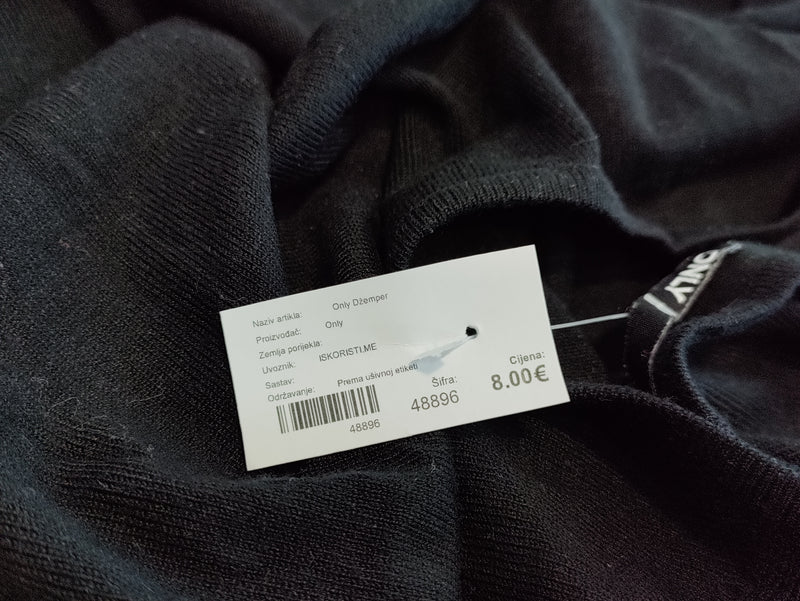 Naziv artikla: Only Džemper
Proizvođač: Only
Zemlja porijekla:
Uvoznik: ISKORISTI.ME
Sastav:
Održavanje: Prema ušivnoj etiketi
Šifra: Cijena:
48896 8.00€
48896
ONLY